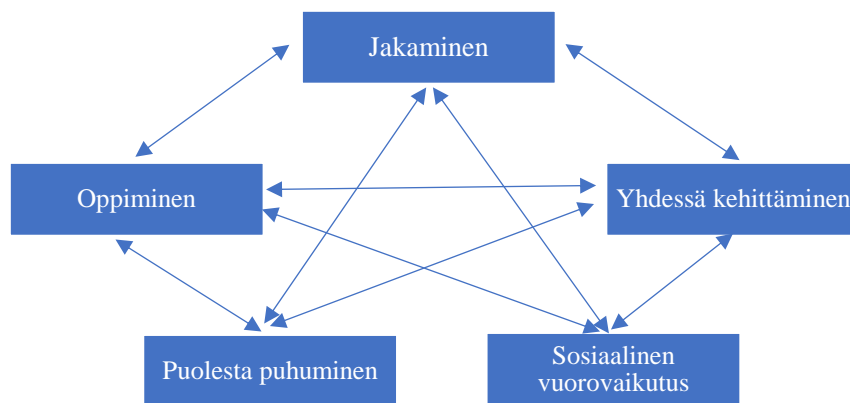 Jakaminen
Oppiminen
Yhdessä kehittäminen
Puolesta puhuminen
Sosiaalinen
vuorovaikutus